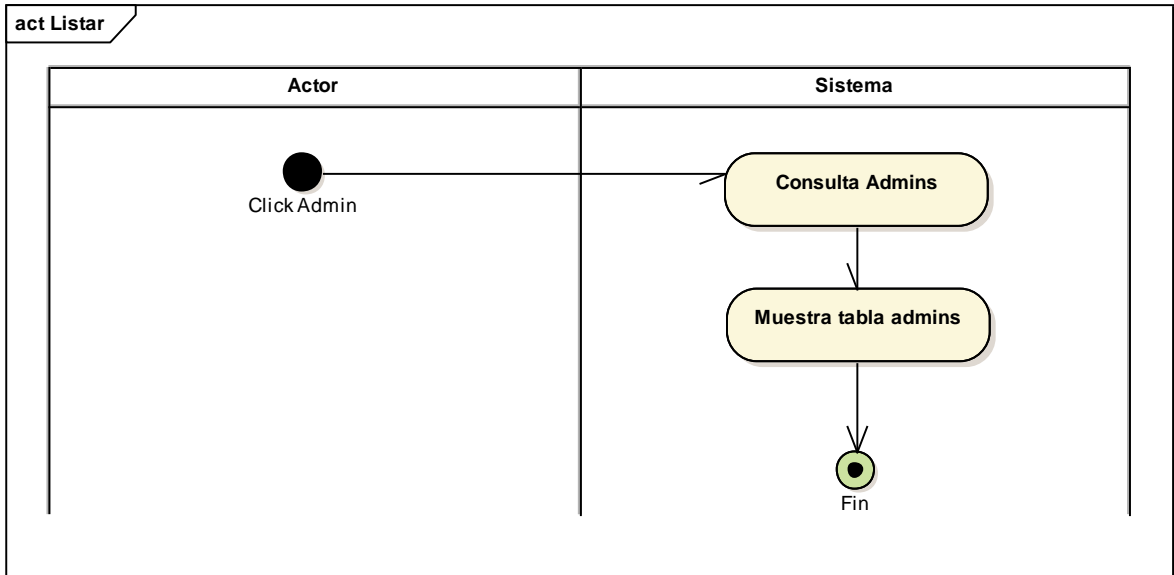 act Listar
Actor
Sistema
Click Admin
Consulta Admins
Muestra tabla admins
Fin